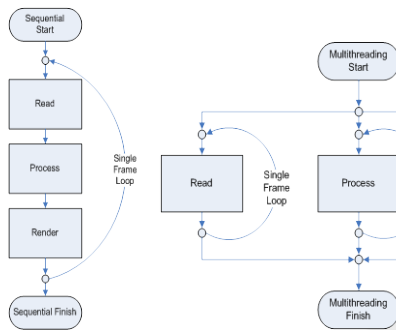 Sequential
Start
Read
Process
Render
Single
Frame
Loop
Sequential Finish
Multithreading
Start
Read
Single
Frame
Loop
Process
Multithreading
Finish